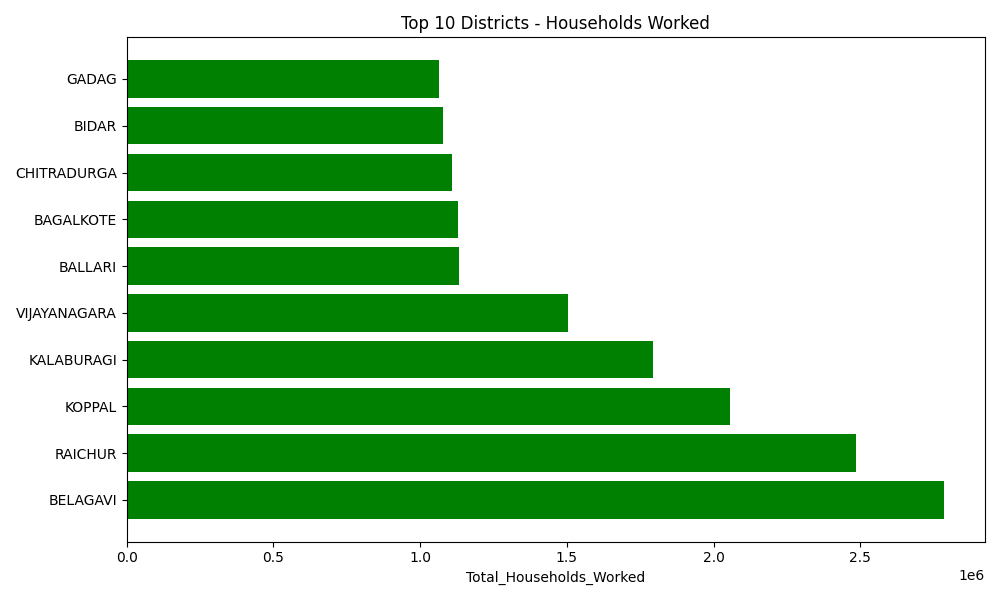 Top 10 Districts - Households Worked
GADAG
BIDAR
CHITRADURGA
BAGALKOTE
BALLARI
VIJAYANAGARA
KALABURAGI
KOPPAL
RAICHUR
BELAGAVI
0.0 0.5 1.0 1.5 2.0 2.5
1e6
Total_Households_Worked